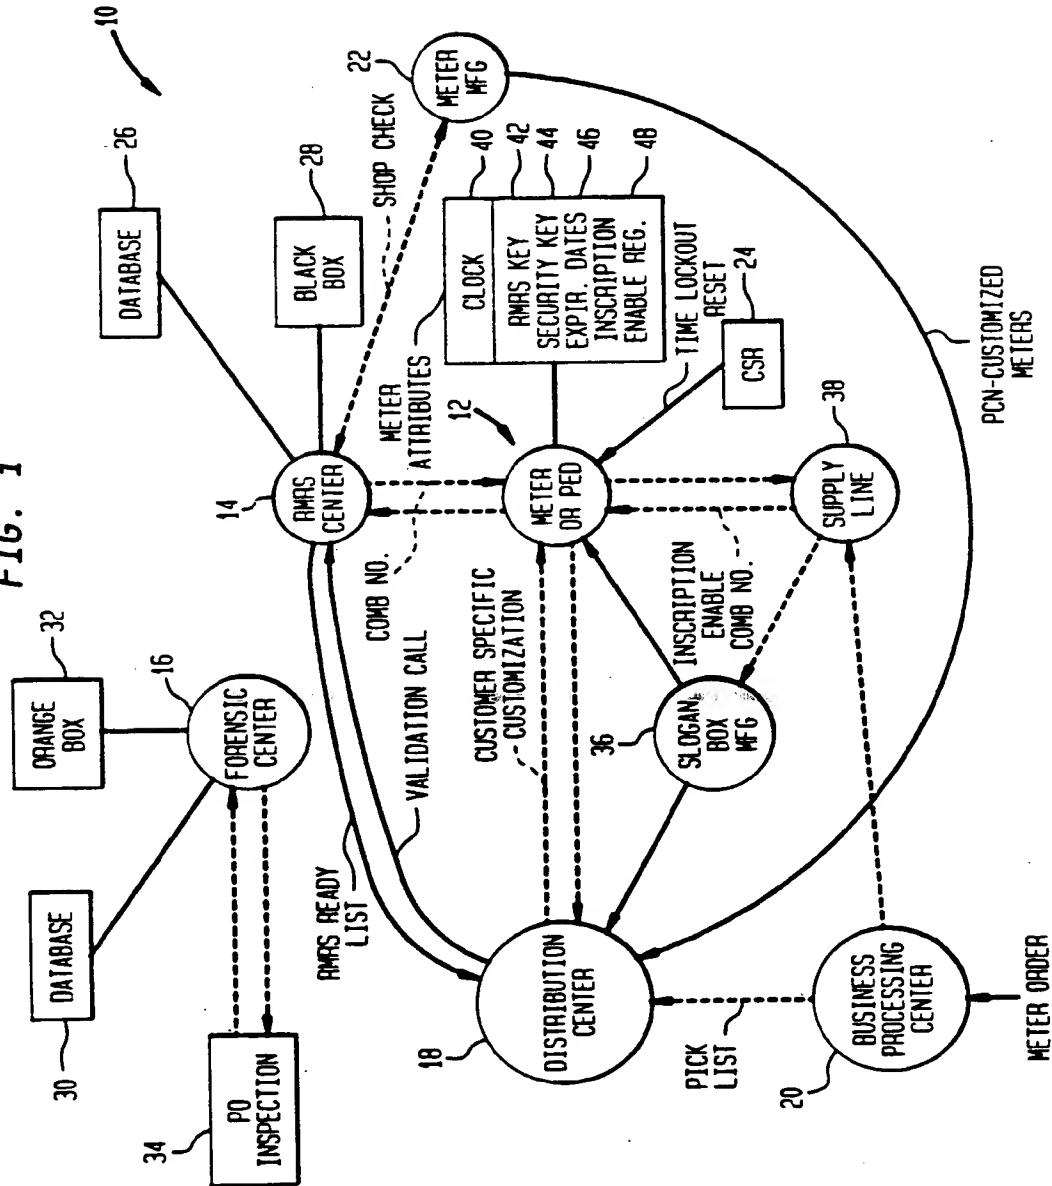 FIG. 1
10
DATABASE
26
BLACK
BOX
28
RMRS
CENTER
14
SHOP CHECK
METER
MFG
22
ORANGE
BOX
32
FORENSIC
CENTER
16
DATABASE
30
PO
INSPECTION
34
COMB NO.
METER
ATTRIBUTES
CLOCK
40
RMRS KEY
42
SECURITY KEY
44
EXPIR. DATES
46
INSCRIPTION
ENABLE REG.
48
RMRS READY
LIST
VALIDATION CALL
12
METER
OR PED
TIME LOCKOUT
RESET
24
CSR
CUSTOMER SPECIFIC
CUSTOMIZATION
INSCRIPTION
ENABLE
COMB NO.
SLOGAN
BOX
MFG
36
SUPPLY
LINE
38
DISTRIBUTION
CENTER
18
PCN-CUSTOMIZED
METERS
PICK
LIST
BUSINESS
PROCESSING
CENTER
20
METER ORDER